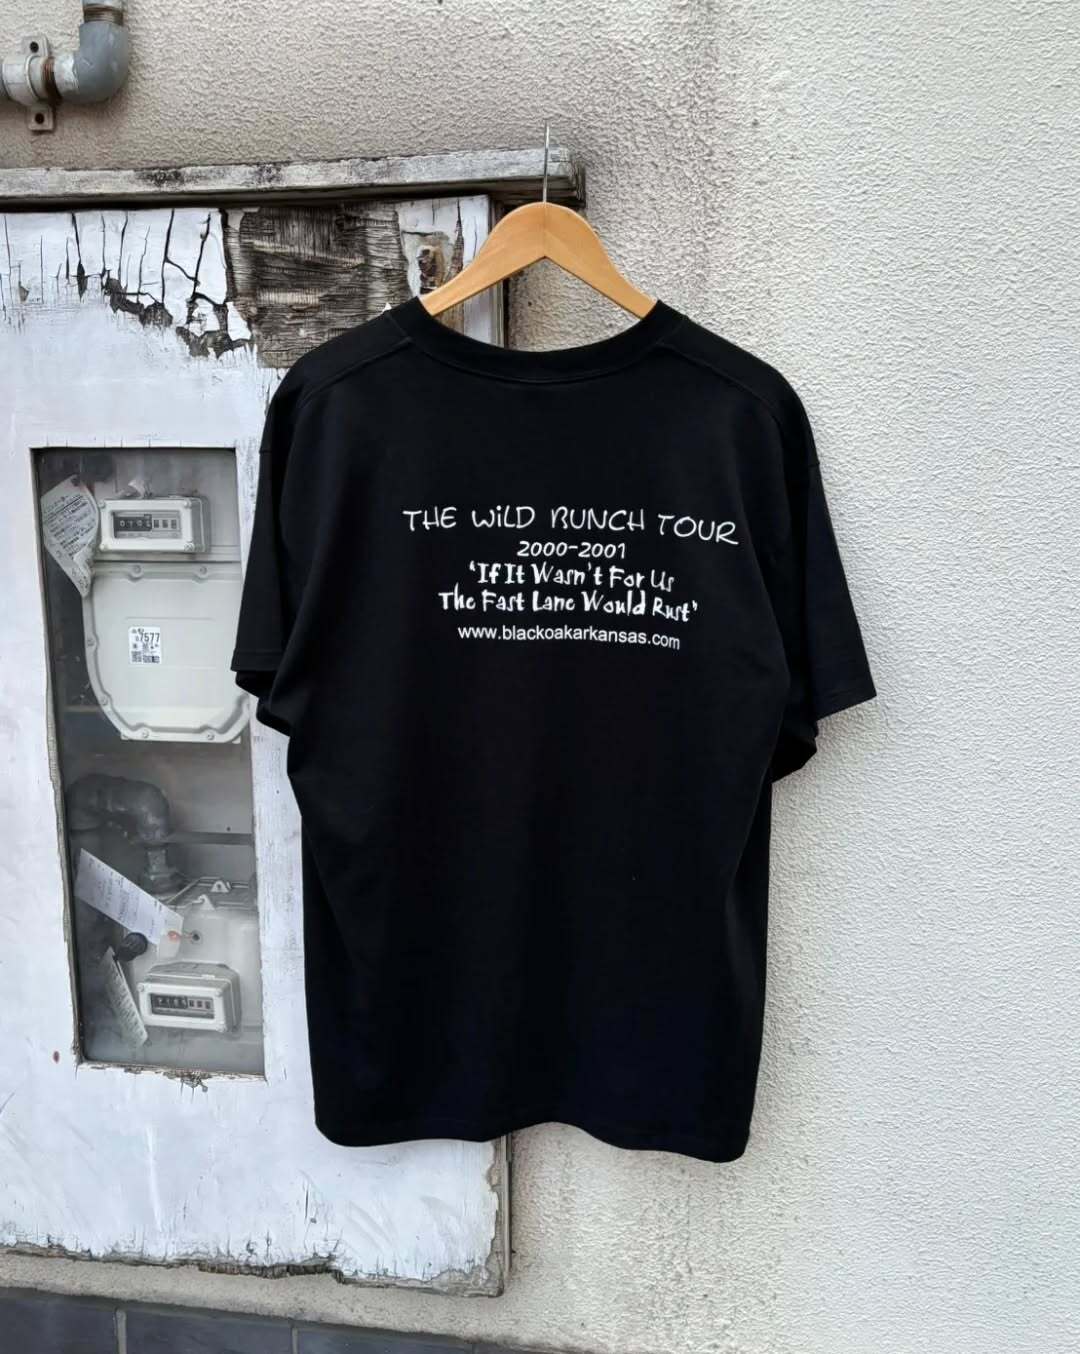 THE WiLD BUNCH TOUR
2000-2001
'If It Wasn't For Us
The Fast Lane Would Rust'
www.blackoakarkansas.com
7577